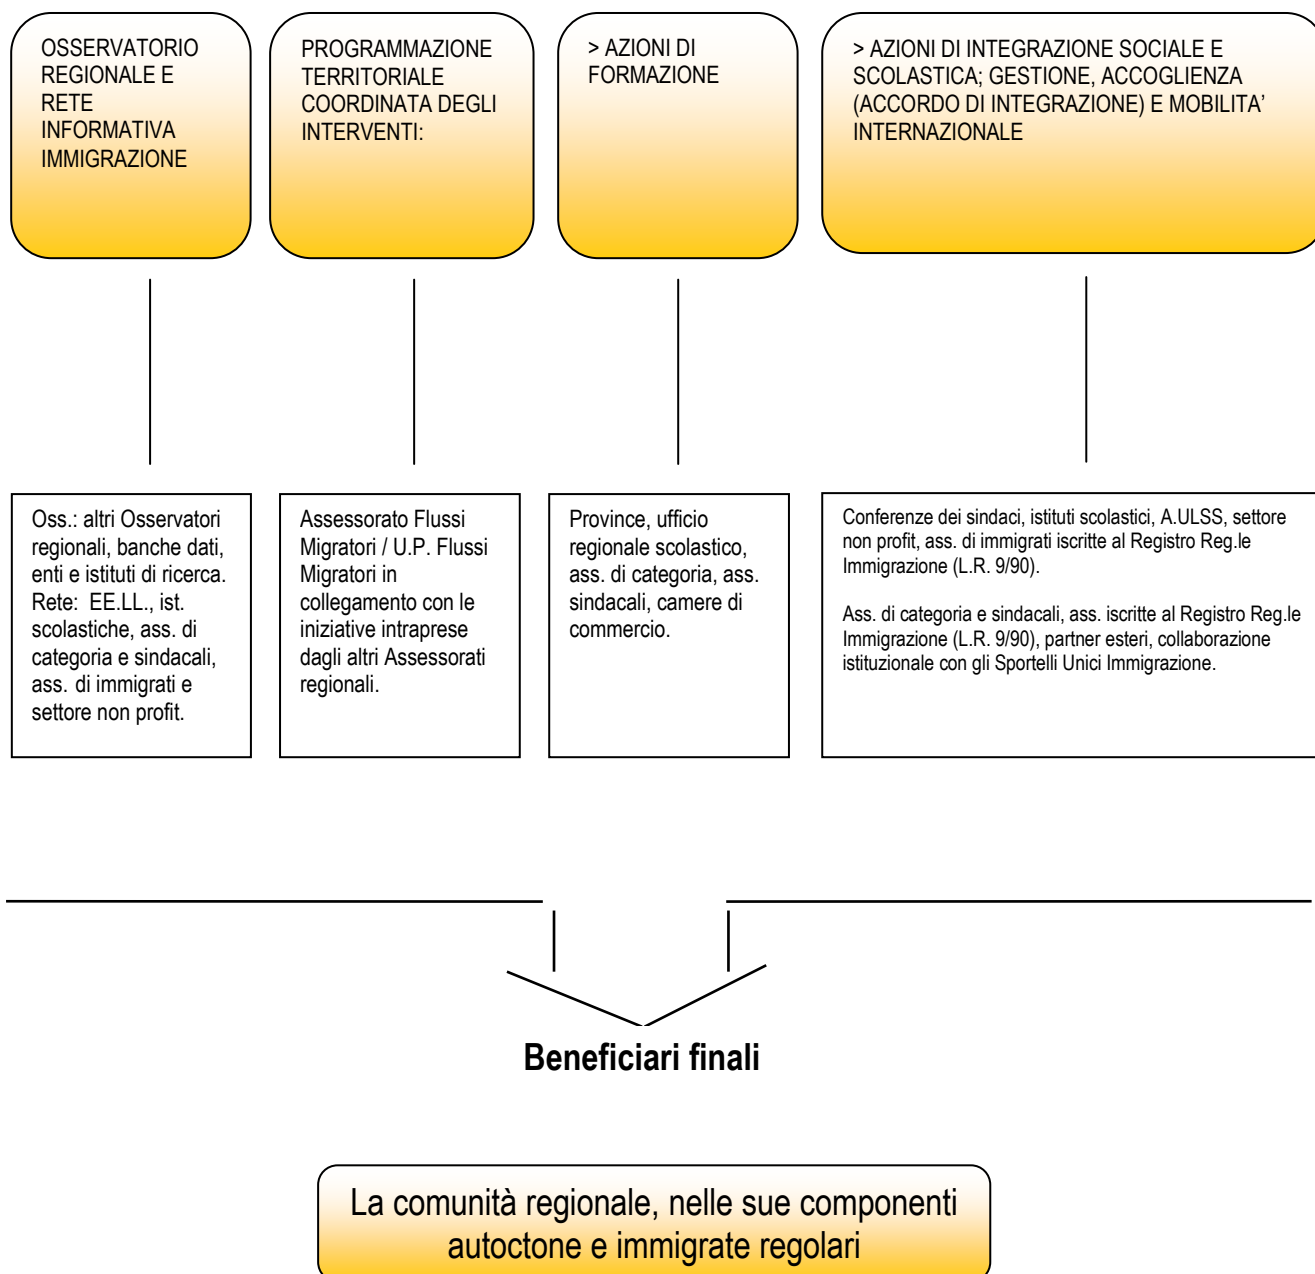 OSSERVATORIO
REGIONALE E
RETE
INFORMATIVA
IMMIGRAZIONE
PROGRAMMAZIONE
TERRITORIALE
COORDINATA DEGLI
INTERVENTI:
> AZIONI DI
FORMAZIONE
> AZIONI DI INTEGRAZIONE SOCIALE E
SCOLASTICA; GESTIONE, ACCOGLIENZA
(ACCORDO DI INTEGRAZIONE) E MOBILITA’
INTERNAZIONALE
Oss.: altri Osservatori
regionali, banche dati,
enti e istituti di ricerca.
Rete: EE.LL., ist.
scolastiche, ass. di
categoria e sindacali,
ass. di immigrati e
settore non profit.
Assessorato Flussi
Migratori / U.P. Flussi
Migratori in
collegamento con le
iniziative intraprese
dagli altri Assessorati
regionali.
Province, ufficio
regionale scolastico,
ass. di categoria, ass.
sindacali, camere di
commercio.
Conferenze dei sindaci, istituti scolastici, A.ULSS, settore
non profit, ass. di immigrati iscritte al Registro Reg.le
Immigrazione (L.R. 9/90).
Ass. di categoria e sindacali, ass. iscritte al Registro Reg.le
Immigrazione (L.R. 9/90), partner esteri, collaborazione
istituzionale con gli Sportelli Unici Immigrazione.
Beneficiari finali
La comunità regionale, nelle sue componenti
autoctone e immigrate regolari